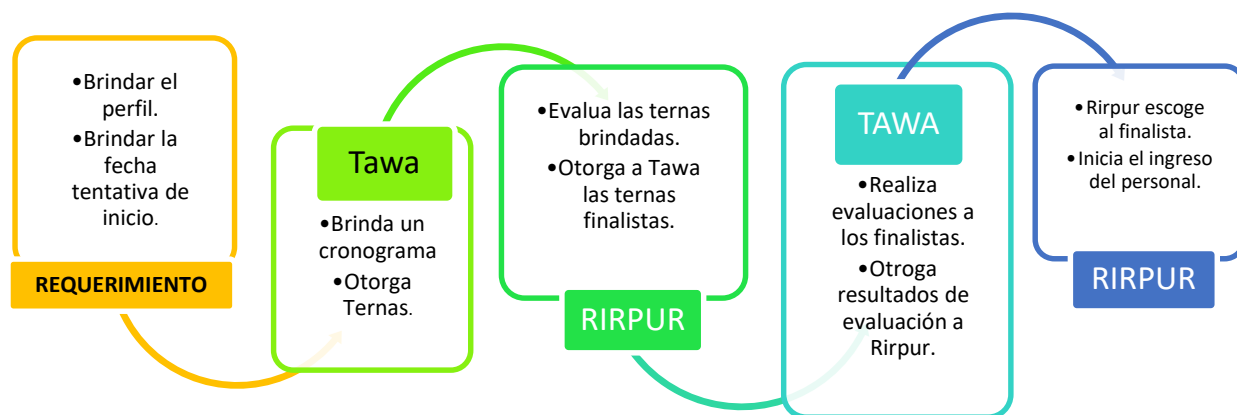 •Brindar el
perfil.
•Brindar la
fecha
tentativa de
inicio.
REQUERIMIENTO
Tawa
•Brinda un
cronograma
•Otorga
Ternas.
•Evalua las ternas
brindadas.
•Otorga a Tawa
las ternas
finalistas.
RIRPUR
TAWA
•Realiza
evaluaciones a
los finalistas.
•Otroga
resultados de
evaluación a
Rirpur.
•Rirpur escoge
al finalista.
•Inicia el ingreso
del personal.
RIRPUR